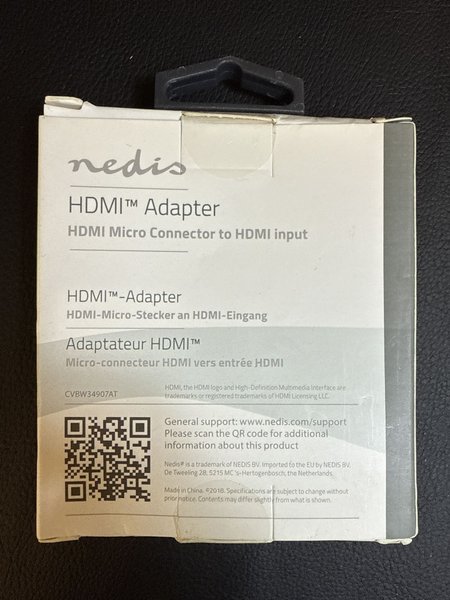 nedis
HDMI™ Adapter
HDMI Micro Connector to HDMI input
HDMI™-Adapter
HDMI-Micro-Stecker an HDMI-Eingang
Adaptateur HDMI™
Micro-connecteur HDMI vers entrée HDMI
CVBW34907AT
HDMI, the HDMI logo and High-Definition Multimedia Interface are
trademarks or registered trademarks of HDMI Licensing LLC.
General support: www.nedis.com/support
Please scan the QR code for additional
information about this product
Nedis® is a trademark of NEDIS BV. Imported to the EU by NEDIS BV.
De Tweeling 28, 5215 MC 's-Hertogenbosch, the Netherlands.
Made in China. ©2018. Specifications are subject to change without
prior notice. Contents may differ slightly from what is shown.